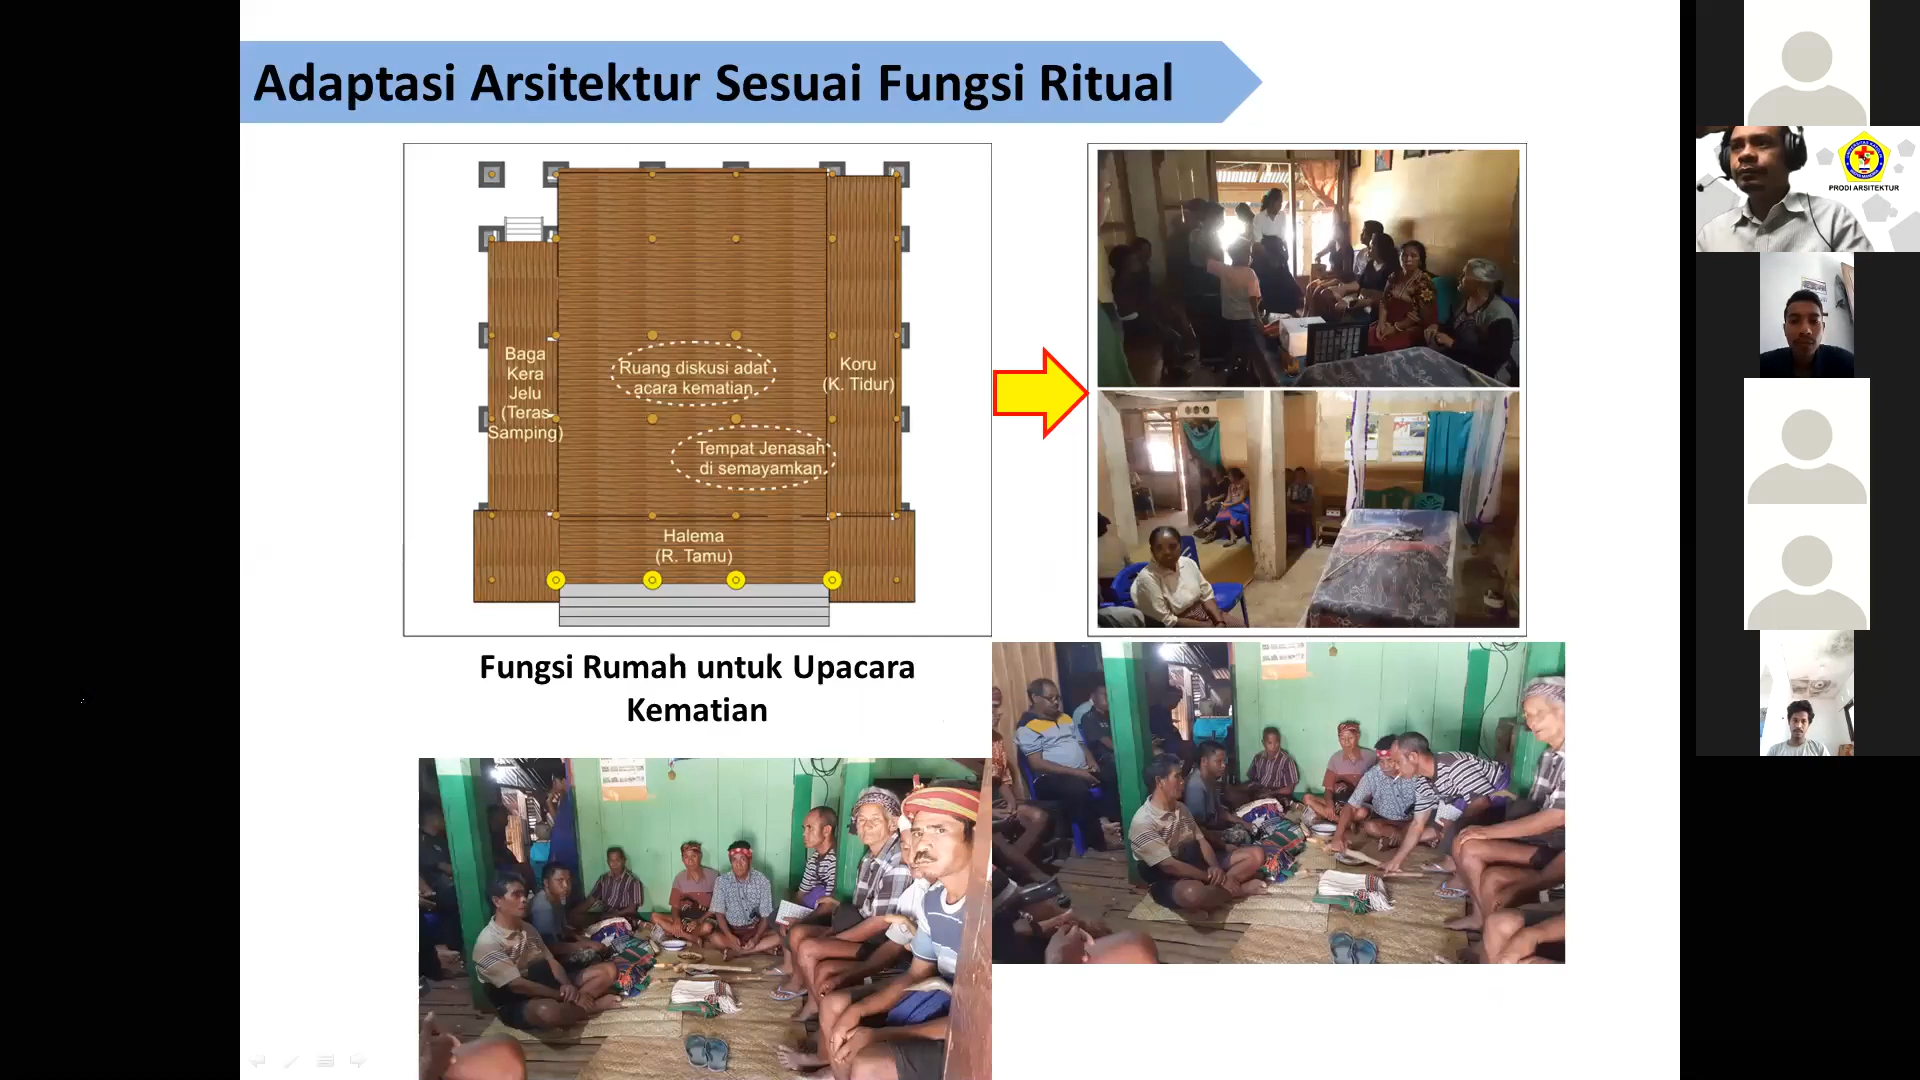 Adaptasi Arsitektur Sesuai Fungsi Ritual
Baga
Kera
Jelu
(Teras
Samping)
Ruang diskusi adat
acara kematian
Koru
(K. Tidur)
Tempat Jenasah
di semayamkan
Halema
(R. Tamu)
Fungsi Rumah untuk Upacara
Kematian
PRODI ARSITEKTUR